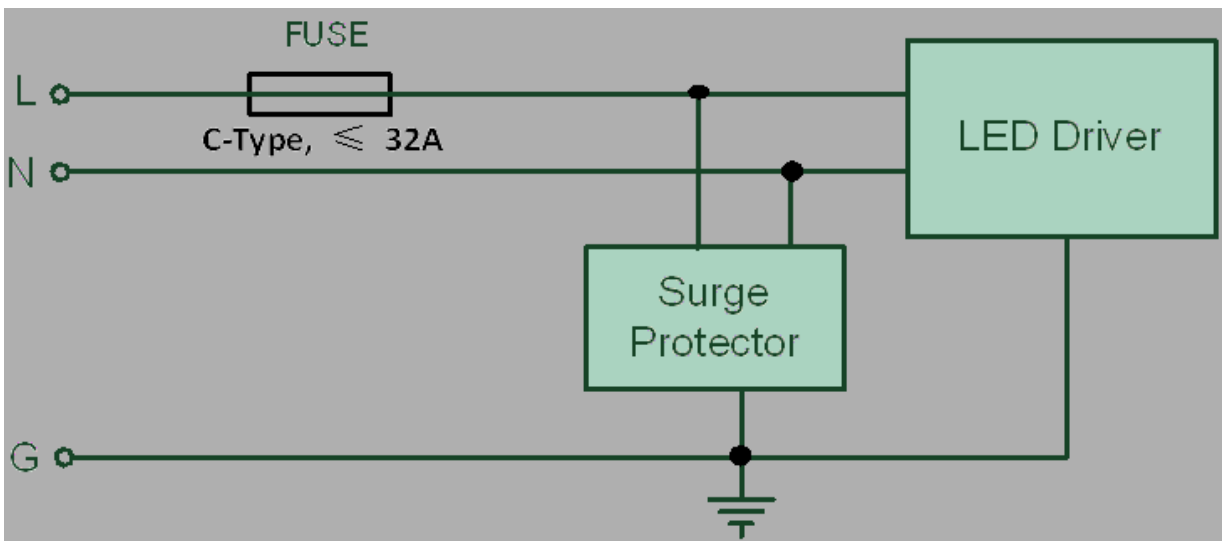 FUSE
L
C-Type, ≤ 32A
N
LED Driver
Surge
Protector
G